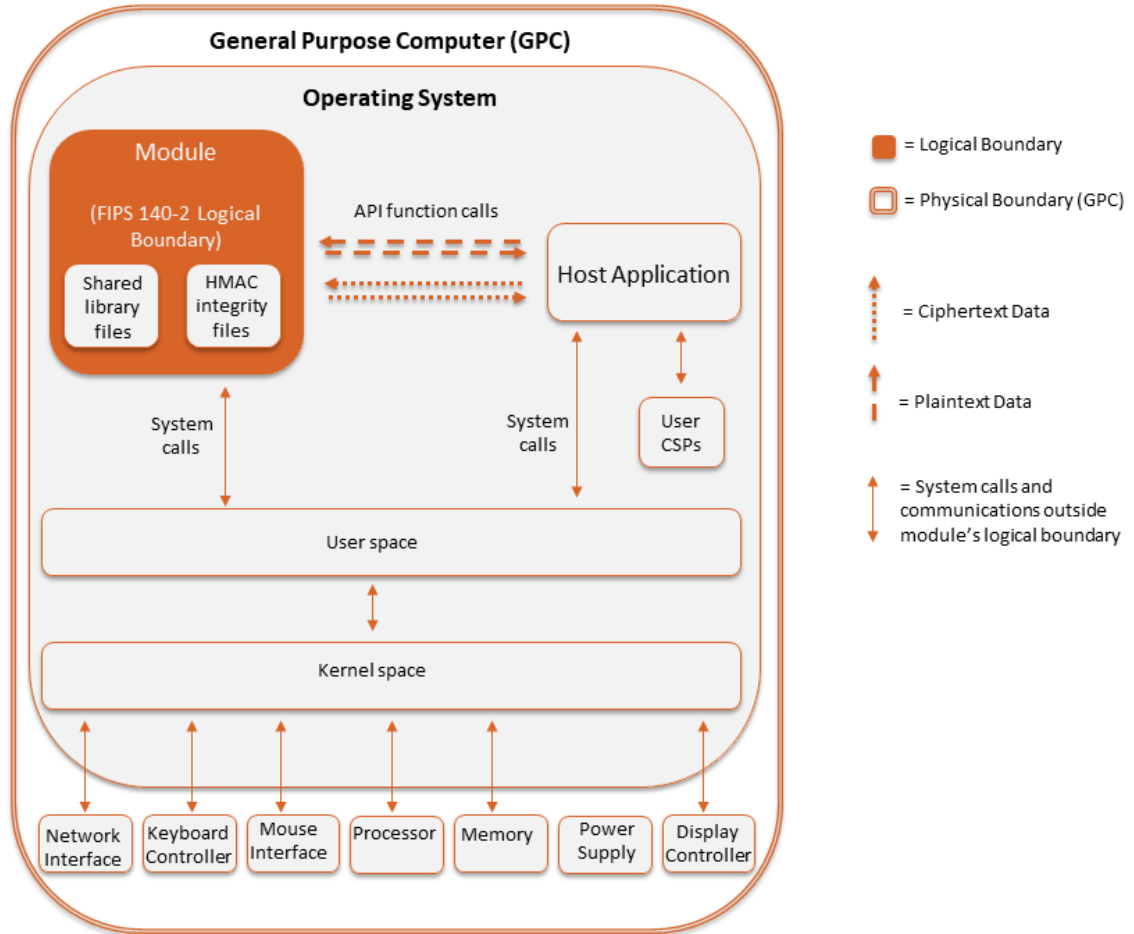 General Purpose Computer (GPC)
Operating System
Module
(FIPS 140-2 Logical
Boundary)
Shared
library
files
HMAC
integrity
files
API function calls
Host Application
System
calls
System
calls
User
CSPs
User space
Kernel space
Network
Interface
Keyboard
Controller
Mouse
Interface
Processor
Memory
Power
Supply
Display
Controller
= Logical Boundary
= Physical Boundary (GPC)
= Ciphertext Data
= Plaintext Data
= System calls and
communications outside
module's logical boundary